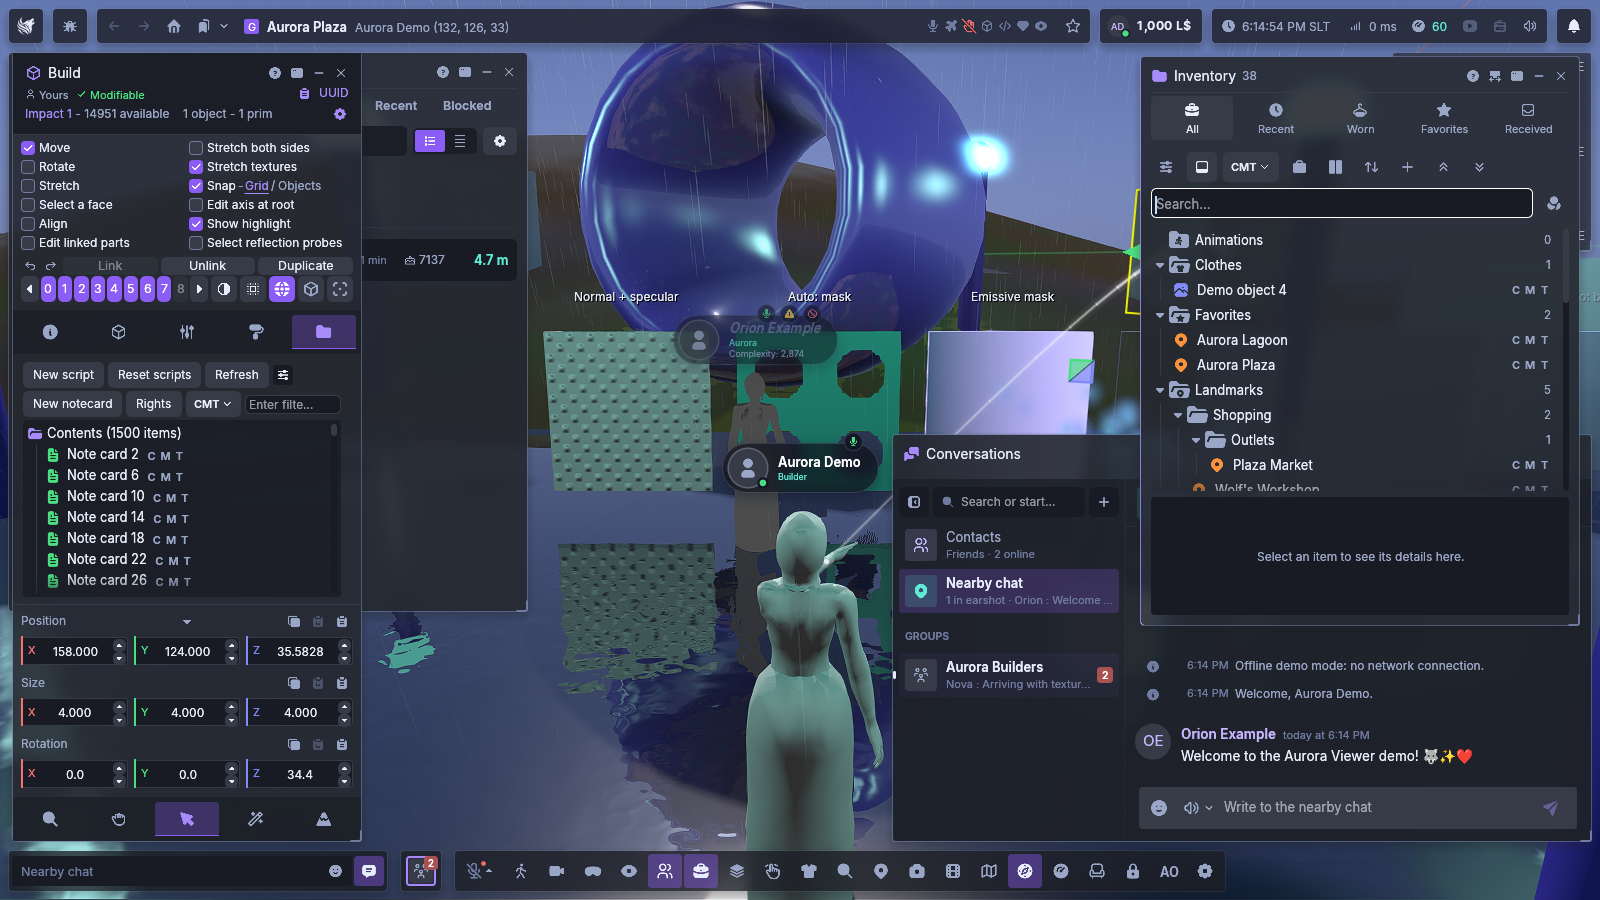 G Aurora Plaza Aurora Demo (132, 126, 33)
AD 1,000 L$
6:14:54 PM SLT 0 ms 60
Build
Yours Modifiable UUID
Impact 1 - 14951 available 1 object - 1 prim
Move
Rotate
Stretch
Select a face
Align
Edit linked parts
Stretch both sides
Stretch textures
Snap - Grid / Objects
Edit axis at root
Show highlight
Select reflection probes
Link Unlink Duplicate
0 1 2 3 4 5 6 7 8
New script Reset scripts Refresh
New notecard Rights CMT Enter filte...
Contents (1500 items)
Note card 2 C M T
Note card 6 C M T
Note card 10 C M T
Note card 14 C M T
Note card 18 C M T
Note card 22 C M T
Note card 26 C M T
Position
X 158.000 Y 124.000 Z 35.5828
Size
X 4.000 Y 4.000 Z 4.000
Rotation
X 0.0 Y 0.0 Z 34.4
Recent Blocked
1 min 7137 4.7 m
Normal + specular
Auto: mask
Emissive mask
Orion Example
Aurora
Complexity: 2,874
Aurora Demo
Builder
Conversations
Search or start...
Contacts
Friends · 2 online
Nearby chat
1 in earshot · Orion : Welcome ...
GROUPS
Aurora Builders
Nova : Arriving with textur... 2
Inventory 38
All Recent Worn Favorites Received
CMT
Search...
Animations 0
Clothes 1
Demo object 4 C M T
Favorites 2
Aurora Lagoon C M T
Aurora Plaza C M T
Landmarks 5
Shopping 2
Outlets 1
Plaza Market C M T
Wolf's Workshop C M T
Select an item to see its details here.
6:14 PM Offline demo mode: no network connection.
6:14 PM Welcome, Aurora Demo.
OE Orion Example today at 6:14 PM
Welcome to the Aurora Viewer demo! 🐺✨❤️
Write to the nearby chat
Nearby chat
2
AO